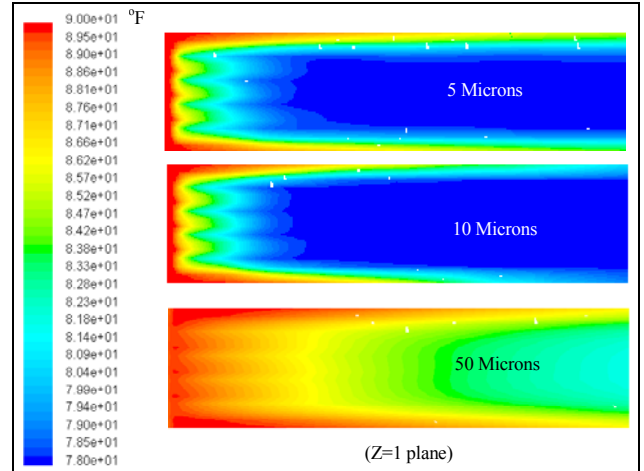 9.00e+01 °F
8.95e+01
8.90e+01
8.86e+01
8.81e+01
8.76e+01
8.71e+01
8.66e+01
8.62e+01
8.57e+01
8.52e+01
8.47e+01
8.42e+01
8.38e+01
8.33e+01
8.28e+01
8.23e+01
8.18e+01
8.14e+01
8.09e+01
8.04e+01
7.99e+01
7.94e+01
7.90e+01
7.85e+01
7.80e+01
5 Microns
10 Microns
50 Microns
(Z=1 plane)